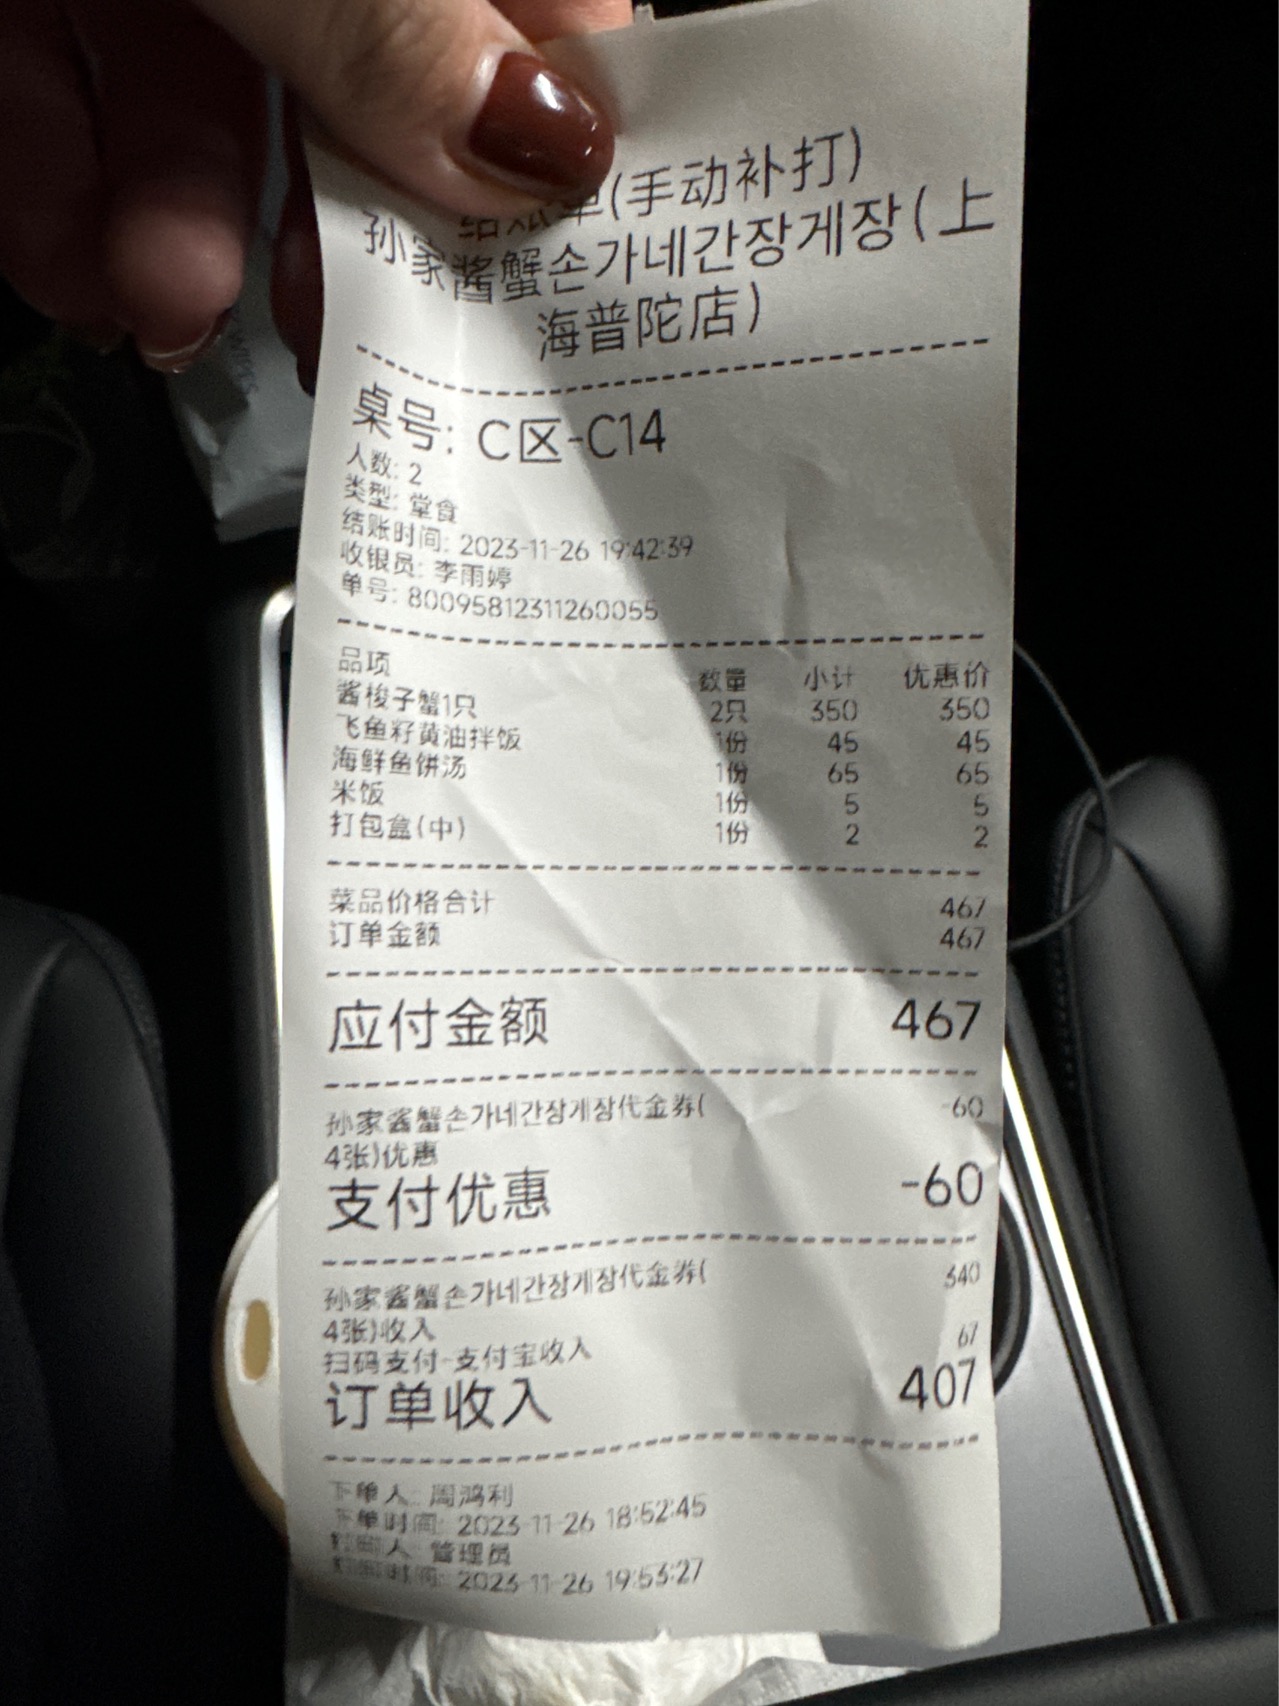 结账单(手动补打)
孙家酱蟹손가네간장게장(上
海普陀店)
桌号: C区-C14
人数: 2
类型: 堂食
结账时间: 2023-11-26 19:42:39
收银员: 李雨婷
单号: 80095812311260055
品项 数量 小计 优惠价
酱梭子蟹1只 2只 350 350
飞鱼籽黄油拌饭 1份 45 45
海鲜鱼饼汤 1份 65 65
米饭 1份 5 5
打包盒(中) 1份 2 2
菜品价格合计 467
订单金额 467
应付金额 467
孙家酱蟹손가네간장게장代金券( -60
4张)优惠
支付优惠 -60
孙家酱蟹손가네간장게장代金券( 340
4张)收入
扫码支付-支付宝收入 67
订单收入 407
下单人: 周鸿利
下单时间: 2023-11-26 18:52:45
人: 管理员
时间: 2023-11-26 19:53:27